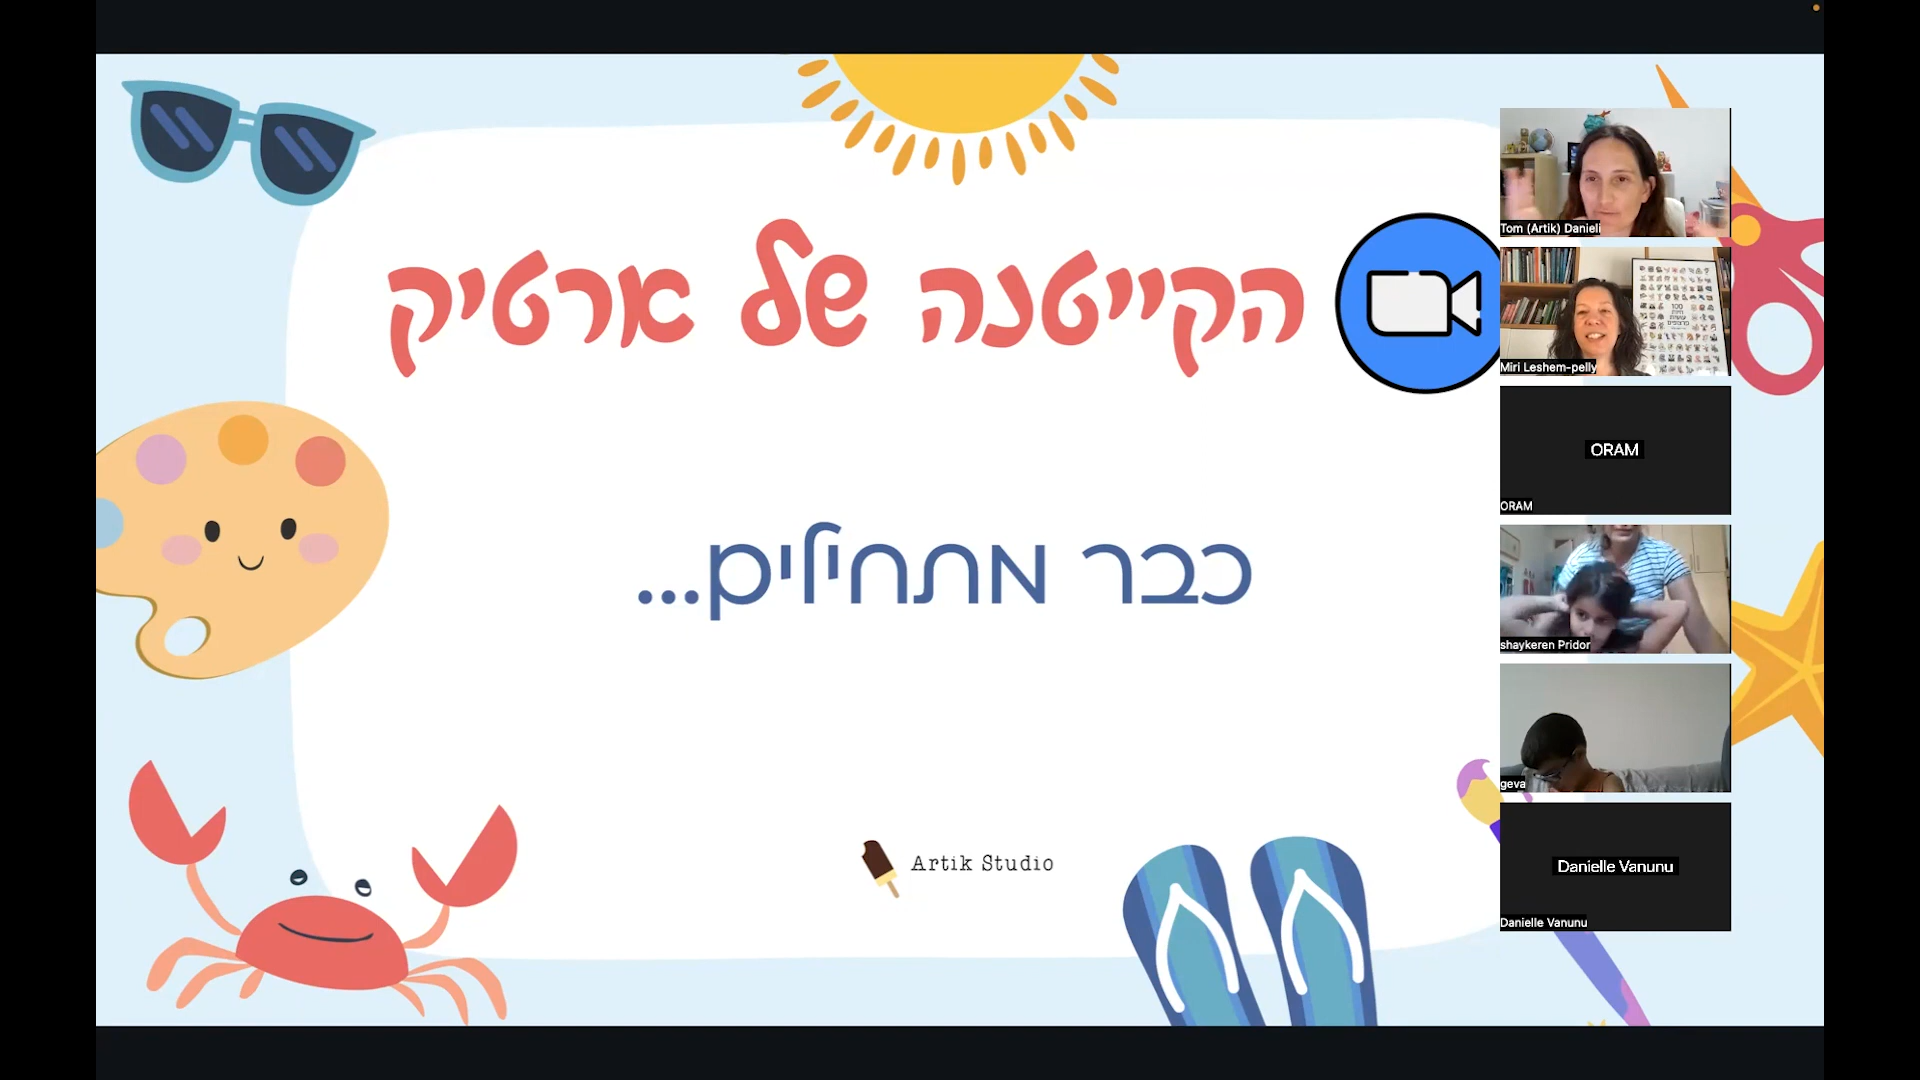 הקייטנה של ארטיק
כבר מתחילים...
Artik Studio
Tom (Artik) Danieli
Miri Leshem-pelly
ORAM
ORAM
shaykeren Pridor
geva
Danielle Vanunu
Danielle Vanunu